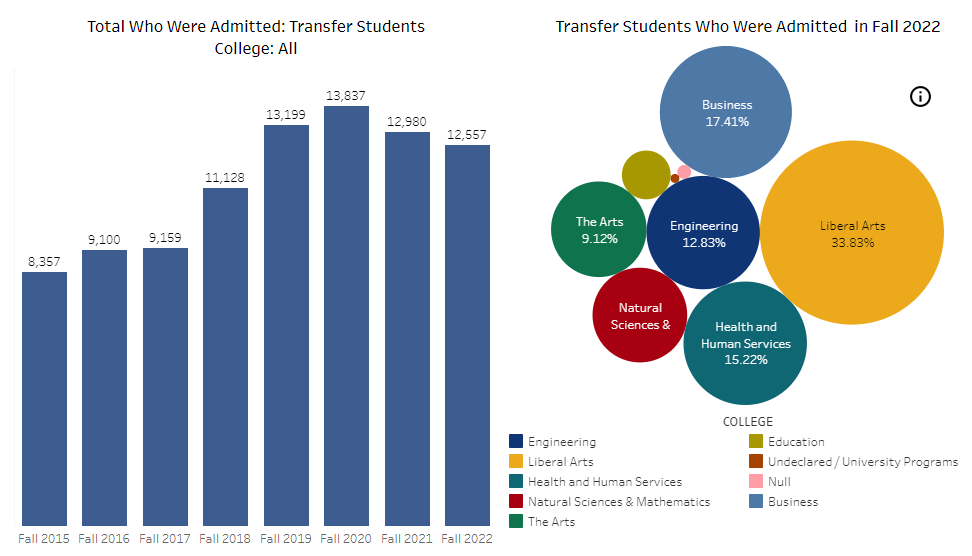 Total Who Were Admitted: Transfer Students
College: All
8,357
9,100
9,159
11,128
13,199
13,837
12,980
12,557
Fall 2015
Fall 2016
Fall 2017
Fall 2018
Fall 2019
Fall 2020
Fall 2021
Fall 2022
Transfer Students Who Were Admitted in Fall 2022
Business
17.41%
Liberal Arts
33.83%
The Arts
9.12%
Engineering
12.83%
Natural
Sciences &
Health and
Human Services
15.22%
COLLEGE
Engineering
Liberal Arts
Health and Human Services
Natural Sciences & Mathematics
The Arts
Education
Undeclared / University Programs
Null
Business